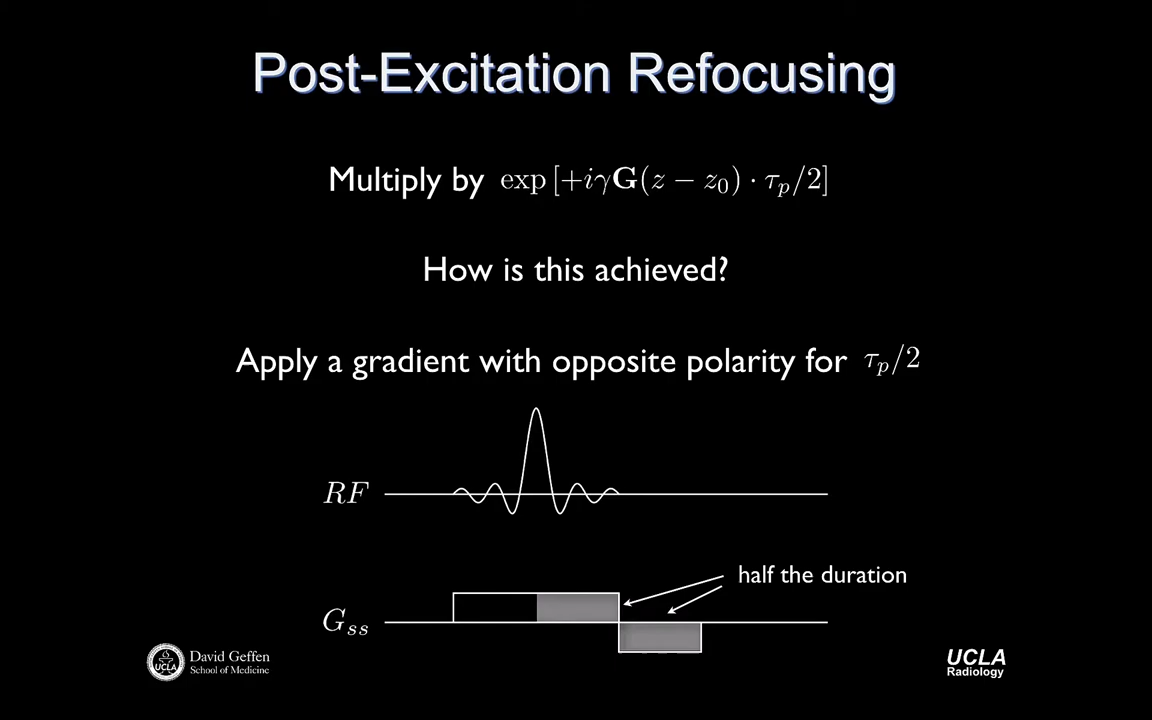 Post-Excitation Refocusing
Multiply by exp [+iγG(z − z₀) · τₚ/2]
How is this achieved?
Apply a gradient with opposite polarity for τₚ/2
RF
half the duration
Gₛₛ
David Geffen
School of Medicine
UCLA
UCLA
Radiology